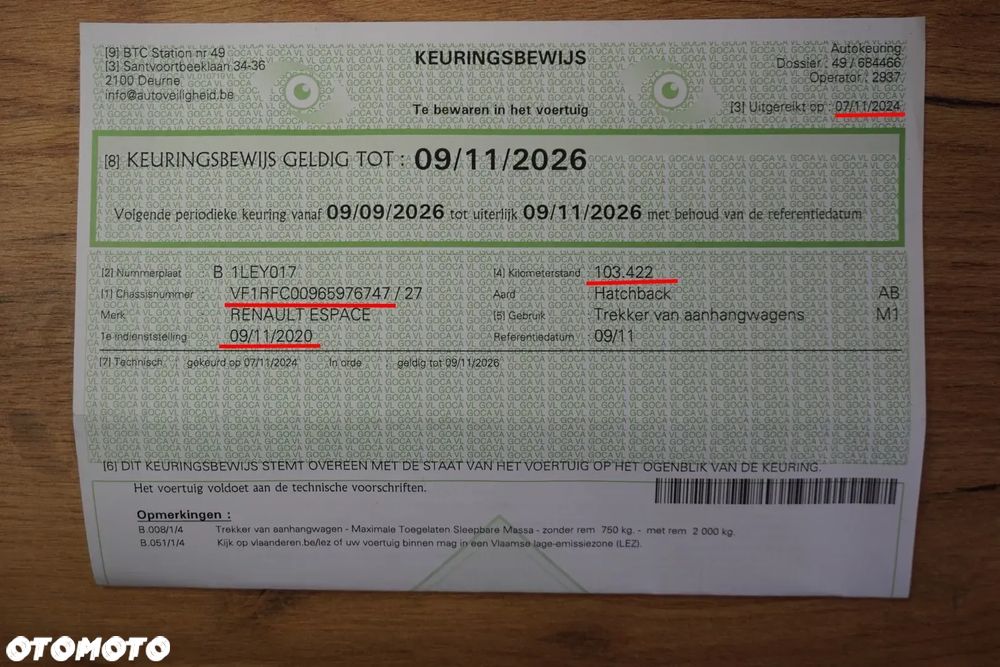 [9] BTC Station nr 49
[3] Santvoortbeeklaan 34-36
2100 Deurne
info@autoveiligheid.be
KEURINGSBEWIJS
Te bewaren in het voertuig
Autokeuring
Dossier : 49 / 684466
Operator : 2937
[3] Uitgereikt op : 07/11/2024
[8] KEURINGSBEWIJS GELDIG TOT : 09/11/2026
Volgende periodieke keuring vanaf 09/09/2026 tot uiterlijk 09/11/2026 met behoud van de referentiedatum
[2] Nummerplaat : B 1LEY017 [4] Kilometerstand : 103.422
[1] Chassisnummer : VF1RFC00965976747 / 27 Aard : Hatchback AB
Merk : RENAULT ESPACE [5] Gebruik : Trekker van aanhangwagens M1
1e indienststelling : 09/11/2020 Referentiedatum : 09/11
[7] Technisch : gekeurd op 07/11/2024 In orde geldig tot 09/11/2026
[6] DIT KEURINGSBEWIJS STEMT OVEREEN MET DE STAAT VAN HET VOERTUIG OP HET OGENBLIK VAN DE KEURING.
Het voertuig voldoet aan de technische voorschriften.
Opmerkingen :
B.008/1/4 Trekker van aanhangwagen - Maximale Toegelaten Sleepbare Massa - zonder rem 750 kg. - met rem 2 000 kg.
B.051/1/4 Kijk op vlaanderen.be/lez of uw voertuig binnen mag in een Vlaamse lage-emissiezone (LEZ).
OTOMOTO